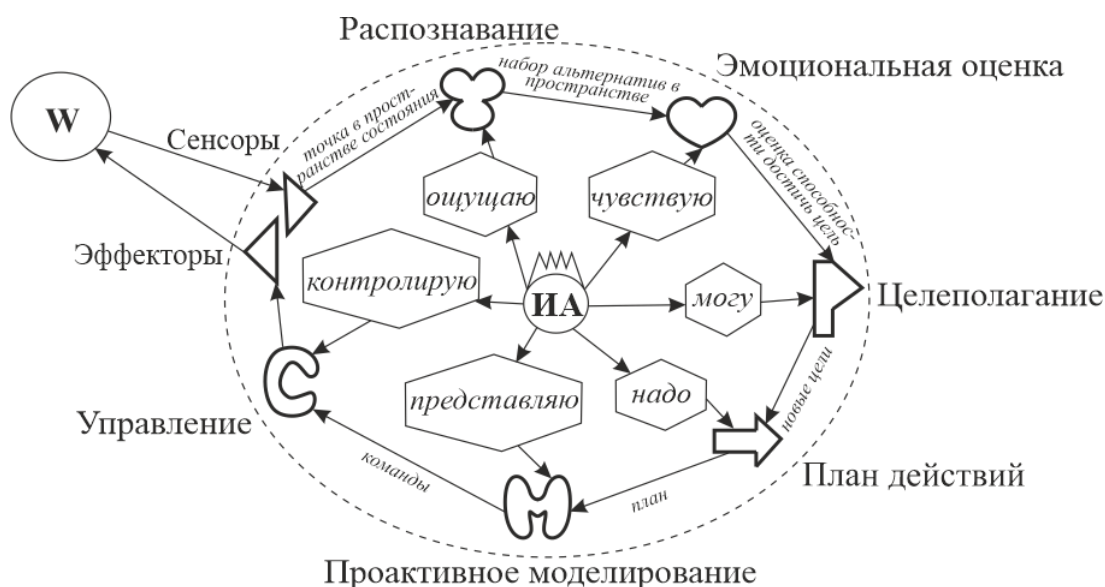 Распознавание
Эмоциональная оценка
набор альтернатив в
пространстве
W
Сенсоры
точка в прост-
ранстве состояния
оценка способнос-
ти достичь цель
ощущаю
чувствую
Эффекторы
контролирую
ИА
могу
Целеполагание
представляю
надо
новые цели
Управление
команды
план
План действий
Проактивное моделирование